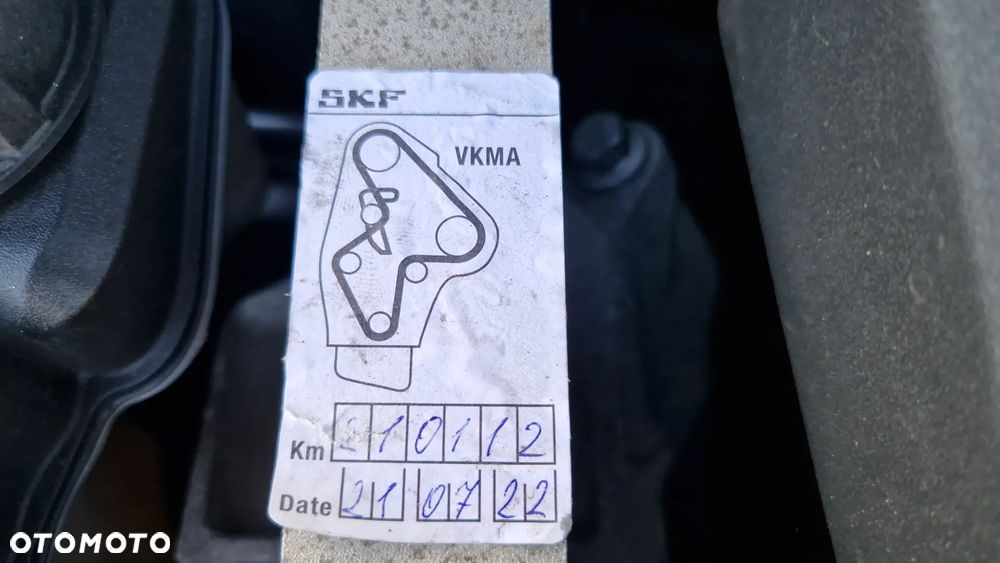 SKF
VKMA
Km 210112
Date 21 07 22
OTOMOTO